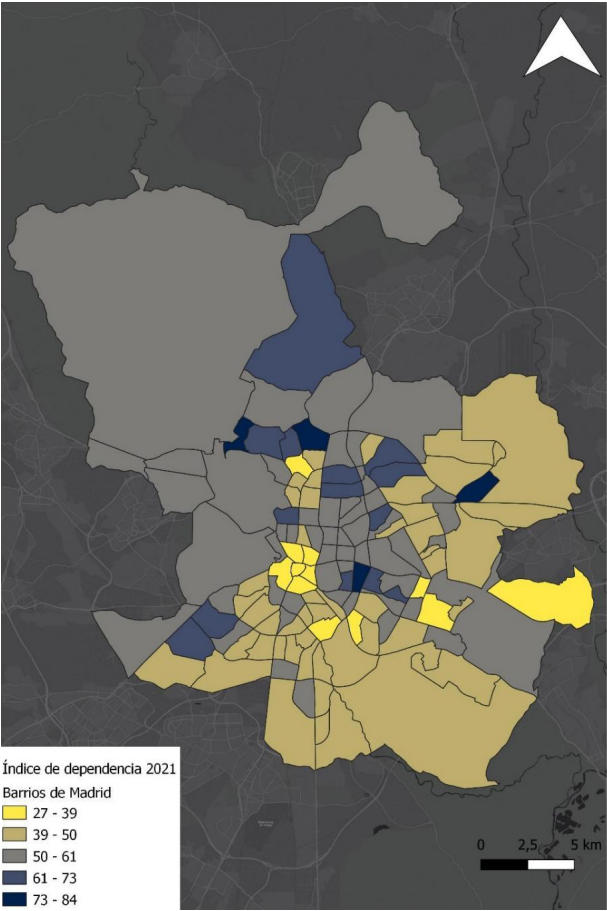 Índice de dependencia 2021
Barrios de Madrid
27 - 39
39 - 50
50 - 61
61 - 73
73 - 84
0 2,5 5 km